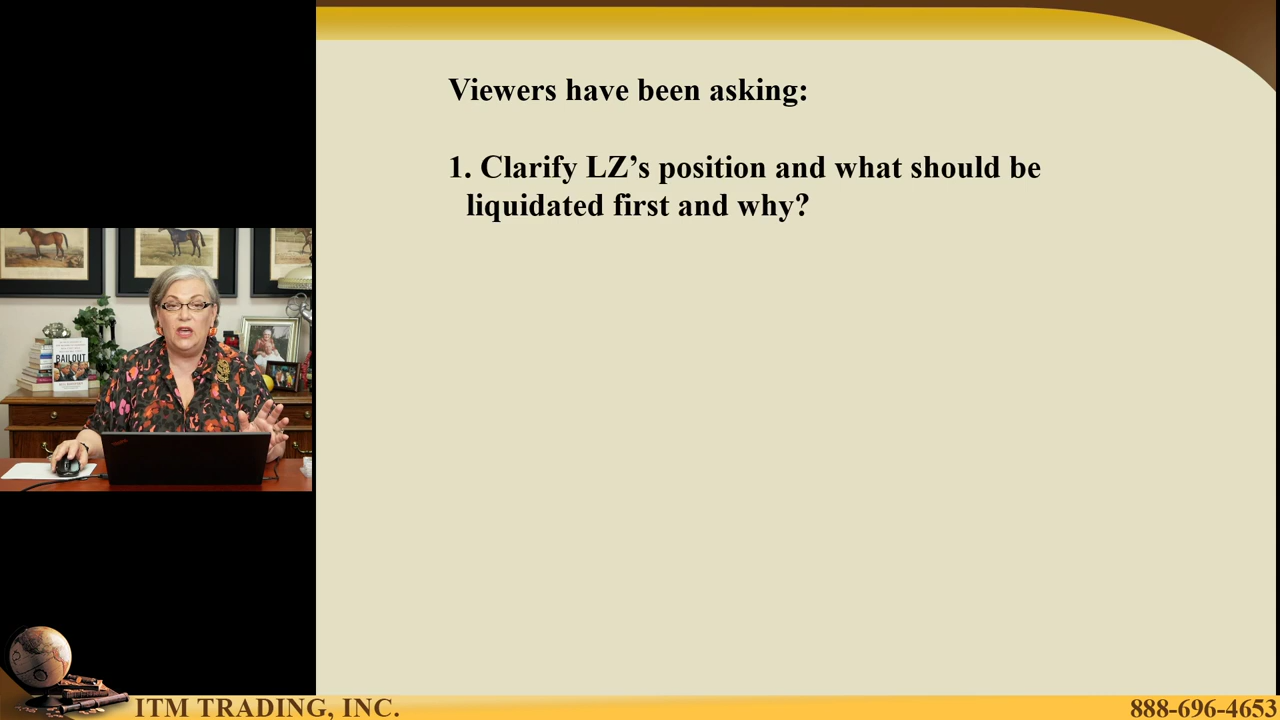 Viewers have been asking:
1. Clarify LZ’s position and what should be
liquidated first and why?
BAILOUT
ITM TRADING, INC.
888-696-4653